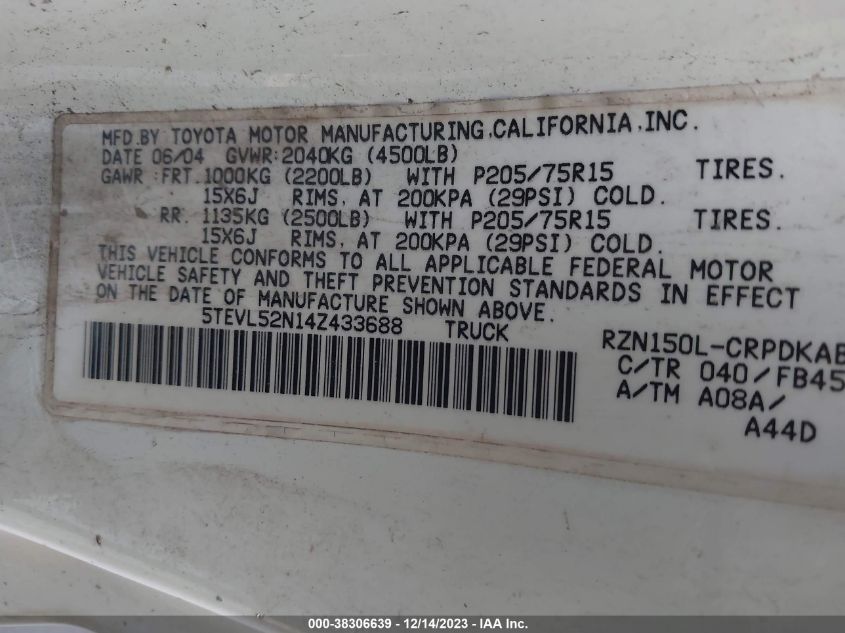 MFD.BY TOYOTA MOTOR MANUFACTURING,CALIFORNIA,INC.
DATE 06/04 GVWR:2040KG (4500LB)
GAWR:FRT.1000KG (2200LB) WITH P205/75R15 TIRES.
15X6J RIMS, AT 200KPA (29PSI) COLD.
RR. 1135KG (2500LB) WITH P205/75R15 TIRES.
15X6J RIMS, AT 200KPA (29PSI) COLD.
THIS VEHICLE CONFORMS TO ALL APPLICABLE FEDERAL MOTOR
VEHICLE SAFETY AND THEFT PREVENTION STANDARDS IN EFFECT
ON THE DATE OF MANUFACTURE SHOWN ABOVE.
5TEVL52N14Z433688 TRUCK
RZN150L-CRPDKAB
C/TR 040/FB45
A/TM A08A/
A44D
000-38306639 - 12/14/2023 - IAA Inc.